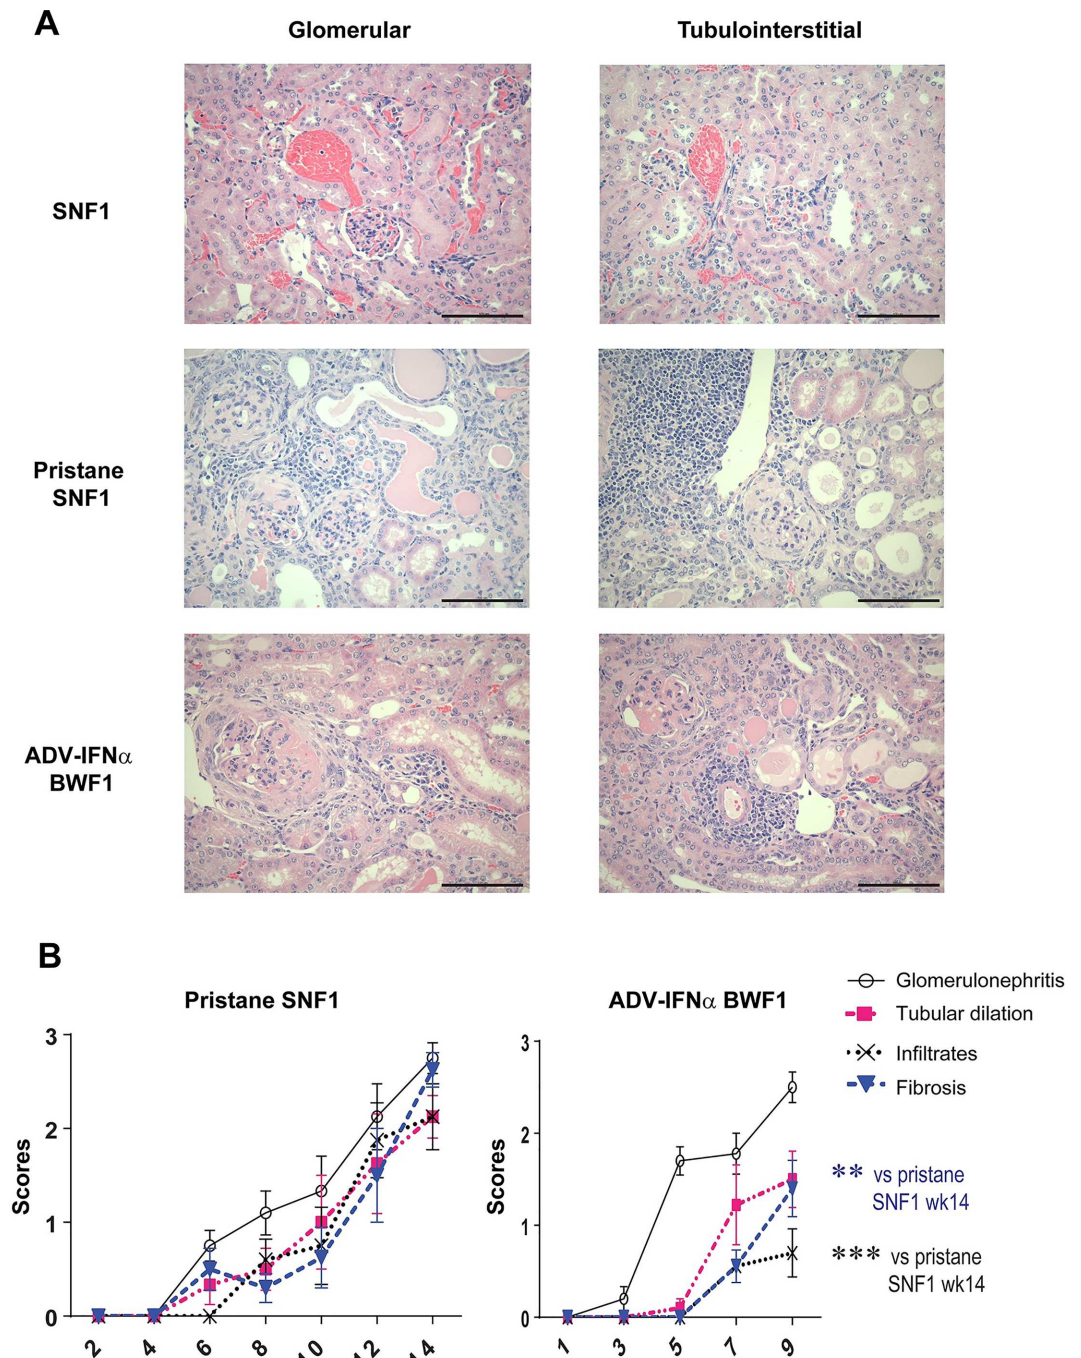 A
Glomerular
Tubulointerstitial
SNF1
Pristane
SNF1
ADV-IFNα
BWF1
B
Pristane SNF1
ADV-IFNα BWF1
Glomerulonephritis
Tubular dilation
Infiltrates
Fibrosis
** vs pristane
SNF1 wk14
*** vs pristane
SNF1 wk14
Scores
3
2
1
0
2 4 6 8 10 12 14
Scores
3
2
1
0
1 3 5 7 9